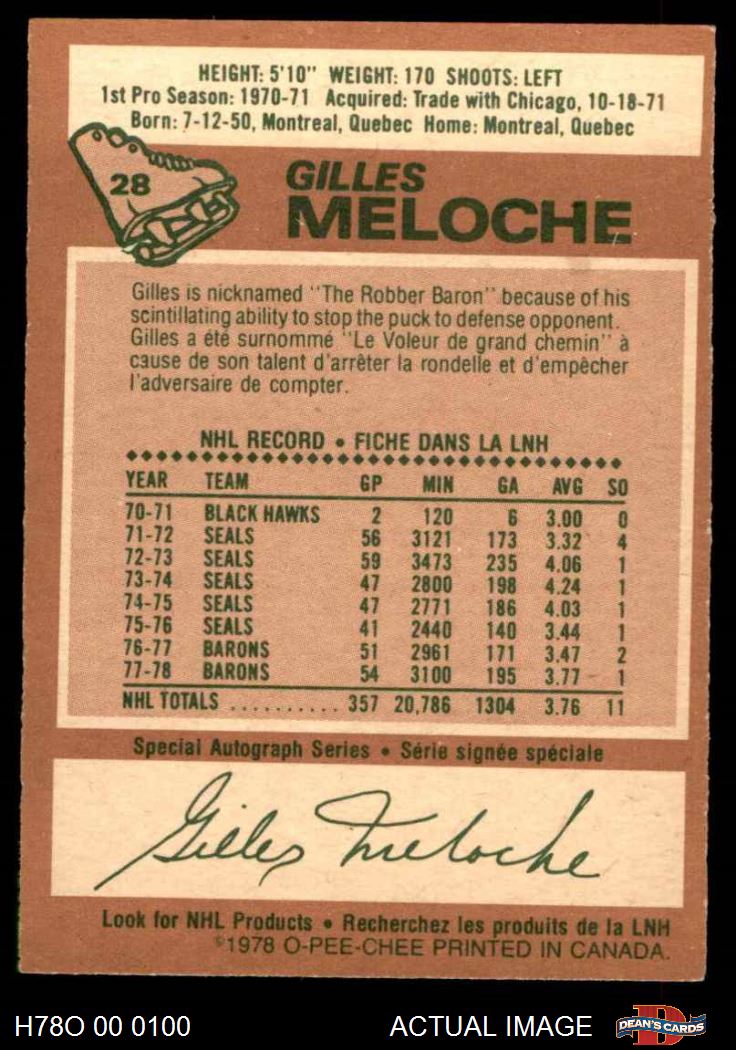 HEIGHT: 5'10" WEIGHT: 170 SHOOTS: LEFT
1st Pro Season: 1970-71 Acquired: Trade with Chicago, 10-18-71
Born: 7-12-50, Montreal, Quebec Home: Montreal, Quebec
28
GILLES
MELOCHE
Gilles is nicknamed "The Robber Baron" because of his
scintillating ability to stop the puck to defense opponent.
Gilles a été surnommé "Le Voleur de grand chemin" à
cause de son talent d'arrêter la rondelle et d'empêcher
l'adversaire de compter.
NHL RECORD • FICHE DANS LA LNH
YEAR TEAM GP MIN GA AVG SO
70-71 BLACK HAWKS 2 120 6 3.00 0
71-72 SEALS 56 3121 173 3.32 4
72-73 SEALS 59 3473 235 4.06 1
73-74 SEALS 47 2800 198 4.24 1
74-75 SEALS 47 2771 186 4.03 1
75-76 SEALS 41 2440 140 3.44 1
76-77 BARONS 51 2961 171 3.47 2
77-78 BARONS 54 3100 195 3.77 1
NHL TOTALS .......... 357 20,786 1304 3.76 11
Special Autograph Series • Série signée spéciale
Gilles Meloche
Look for NHL Products • Recherchez les produits de la LNH
©1978 O-PEE-CHEE PRINTED IN CANADA.
H78O 00 0100 ACTUAL IMAGE D DEAN'S CARDS